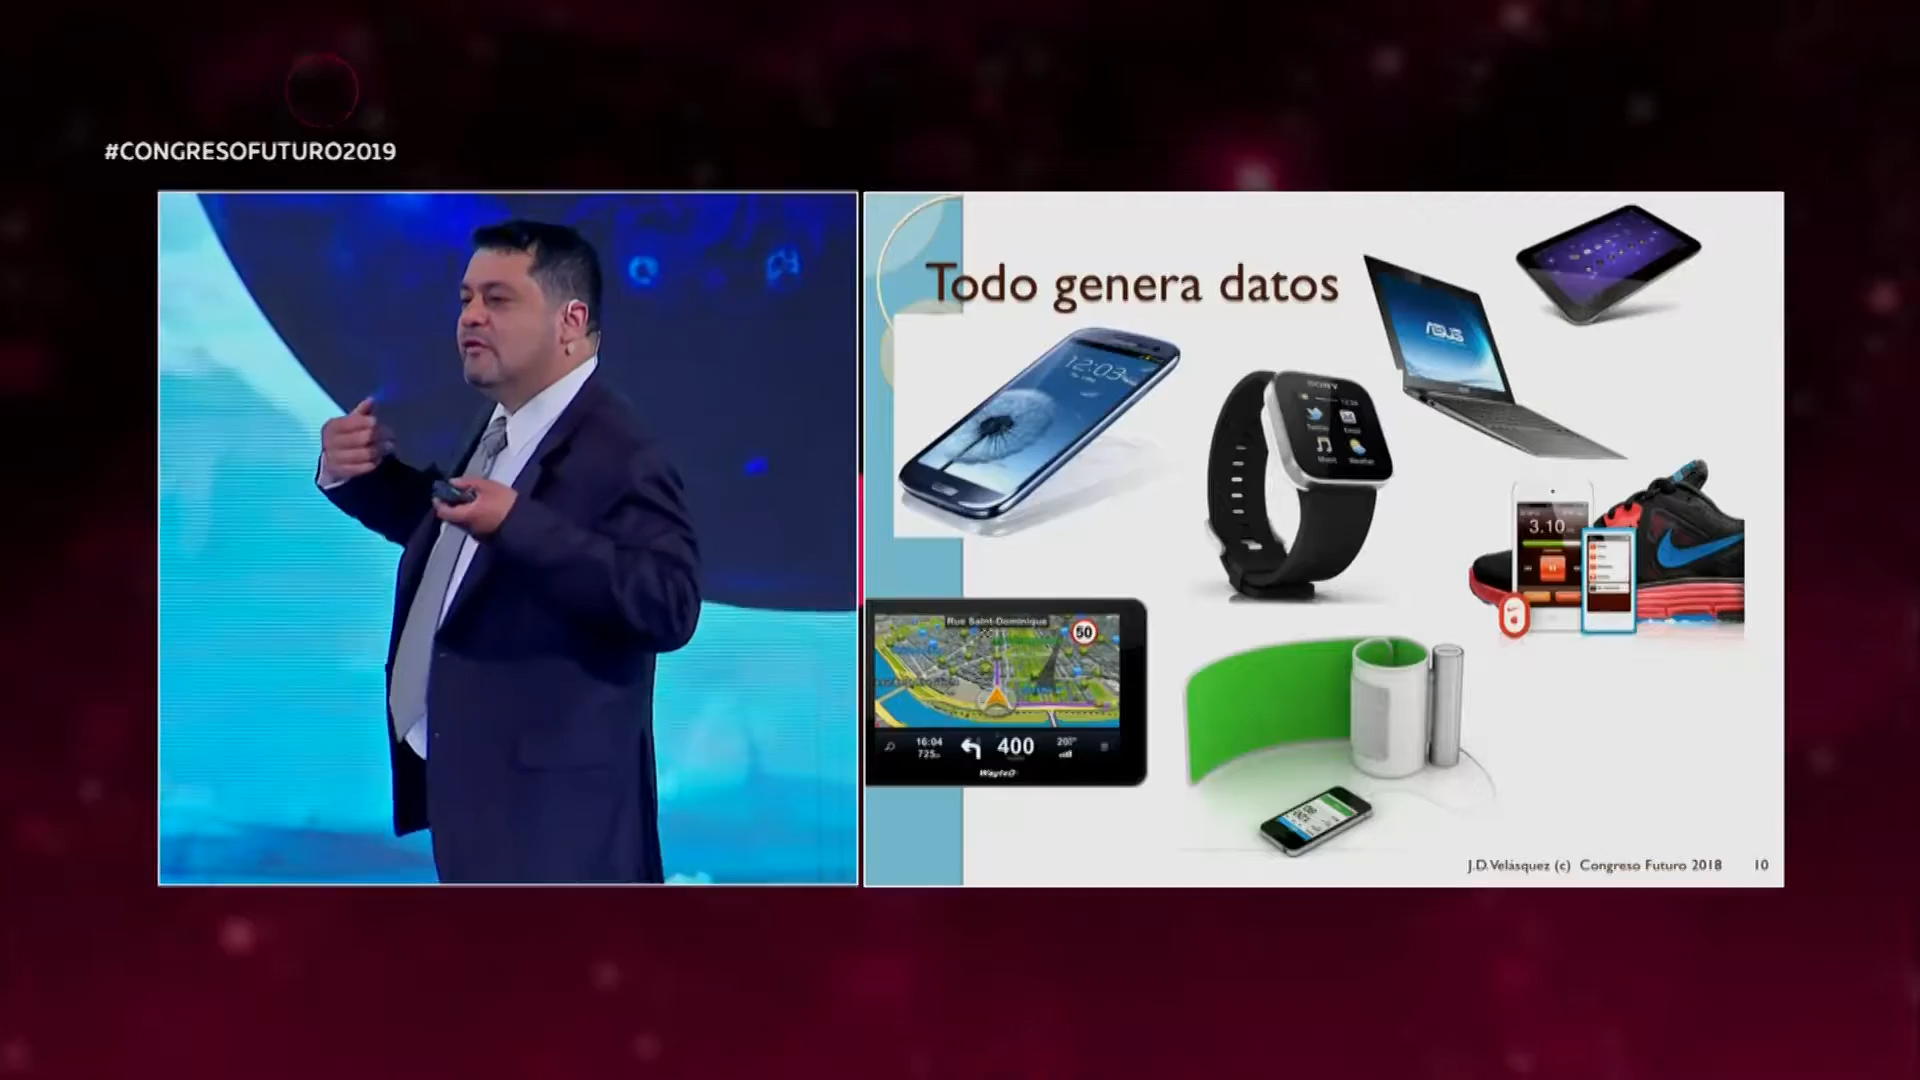 #CONGRESOFUTURO2019
Todo genera datos
ASUS
12:03
SONY
3.10
Rue Saint-Dominique
50
16:04
400
J.D.Velásquez (c) Congreso Futuro 2018 10